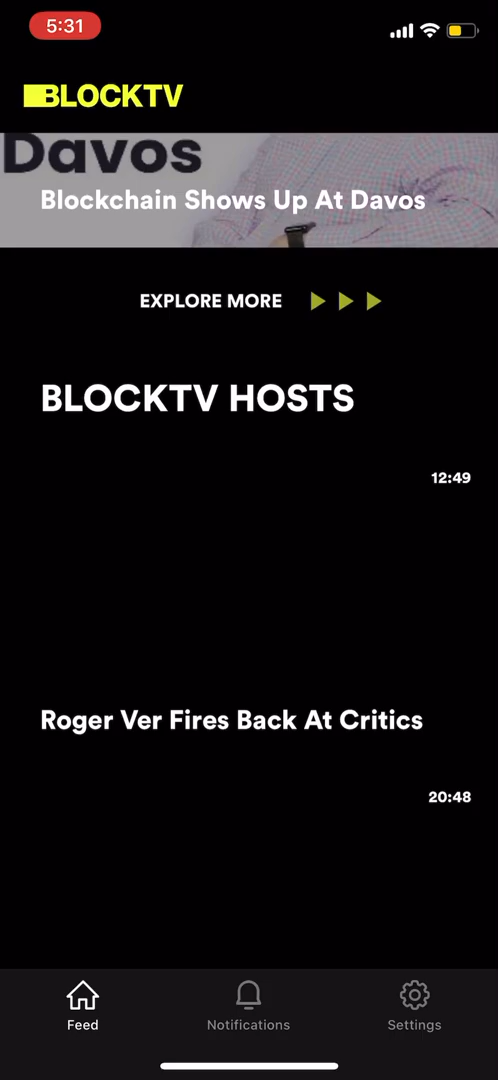 5:31
BLOCKTV
Davos
Blockchain Shows Up At Davos
EXPLORE MORE
BLOCKTV HOSTS
12:49
Roger Ver Fires Back At Critics
20:48
Feed
Notifications
Settings